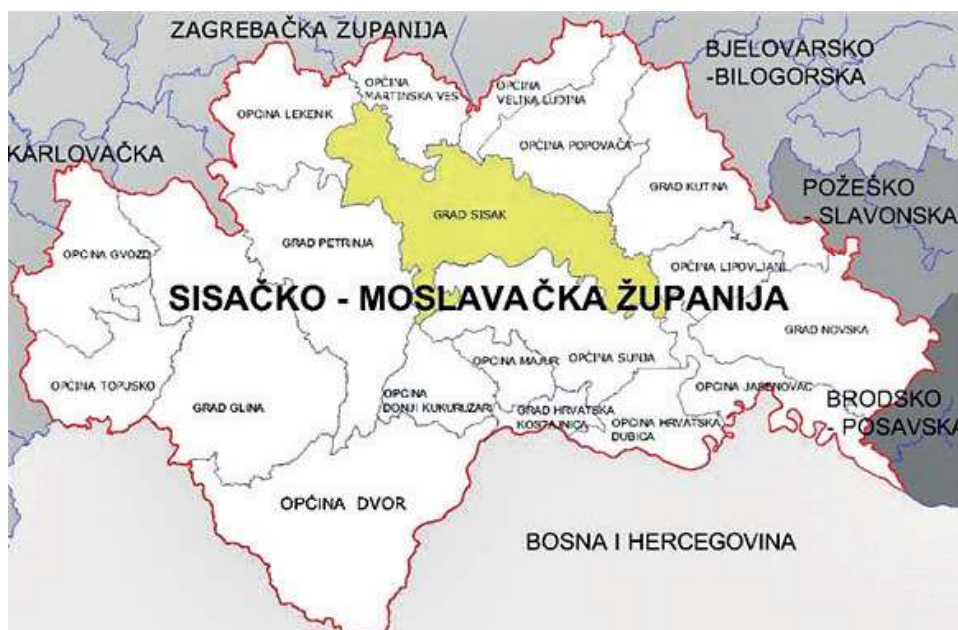 ZAGREBAČKA ŽUPANIJA
BJELOVARSKO
-BILOGORSKA
OPĆINA
MARTINSKA VES
OPĆINA
VELIKA LUDINA
OPĆINA LEKENIK
OPĆINA POPOVAČA
KARLOVAČKA
GRAD KUTINA
POŽEŠKO
- SLAVONSKA
GRAD SISAK
GRAD PETRINJA
OPĆINA GVOZD
OPĆINA LIPOVLJANI
SISAČKO - MOSLAVAČKA ŽUPANIJA
GRAD NOVSKA
OPĆINA MAJUR
OPĆINA SUNJA
OPĆINA TOPUSKO
GRAD GLINA
OPĆINA
DONJI KUKURUZARI
OPĆINA JASENOVAC
BRODSKO
- POSAVSKA
GRAD HRVATSKA
KOSTAJNICA
OPĆINA HRVATSKA
DUBICA
OPĆINA DVOR
BOSNA I HERCEGOVINA